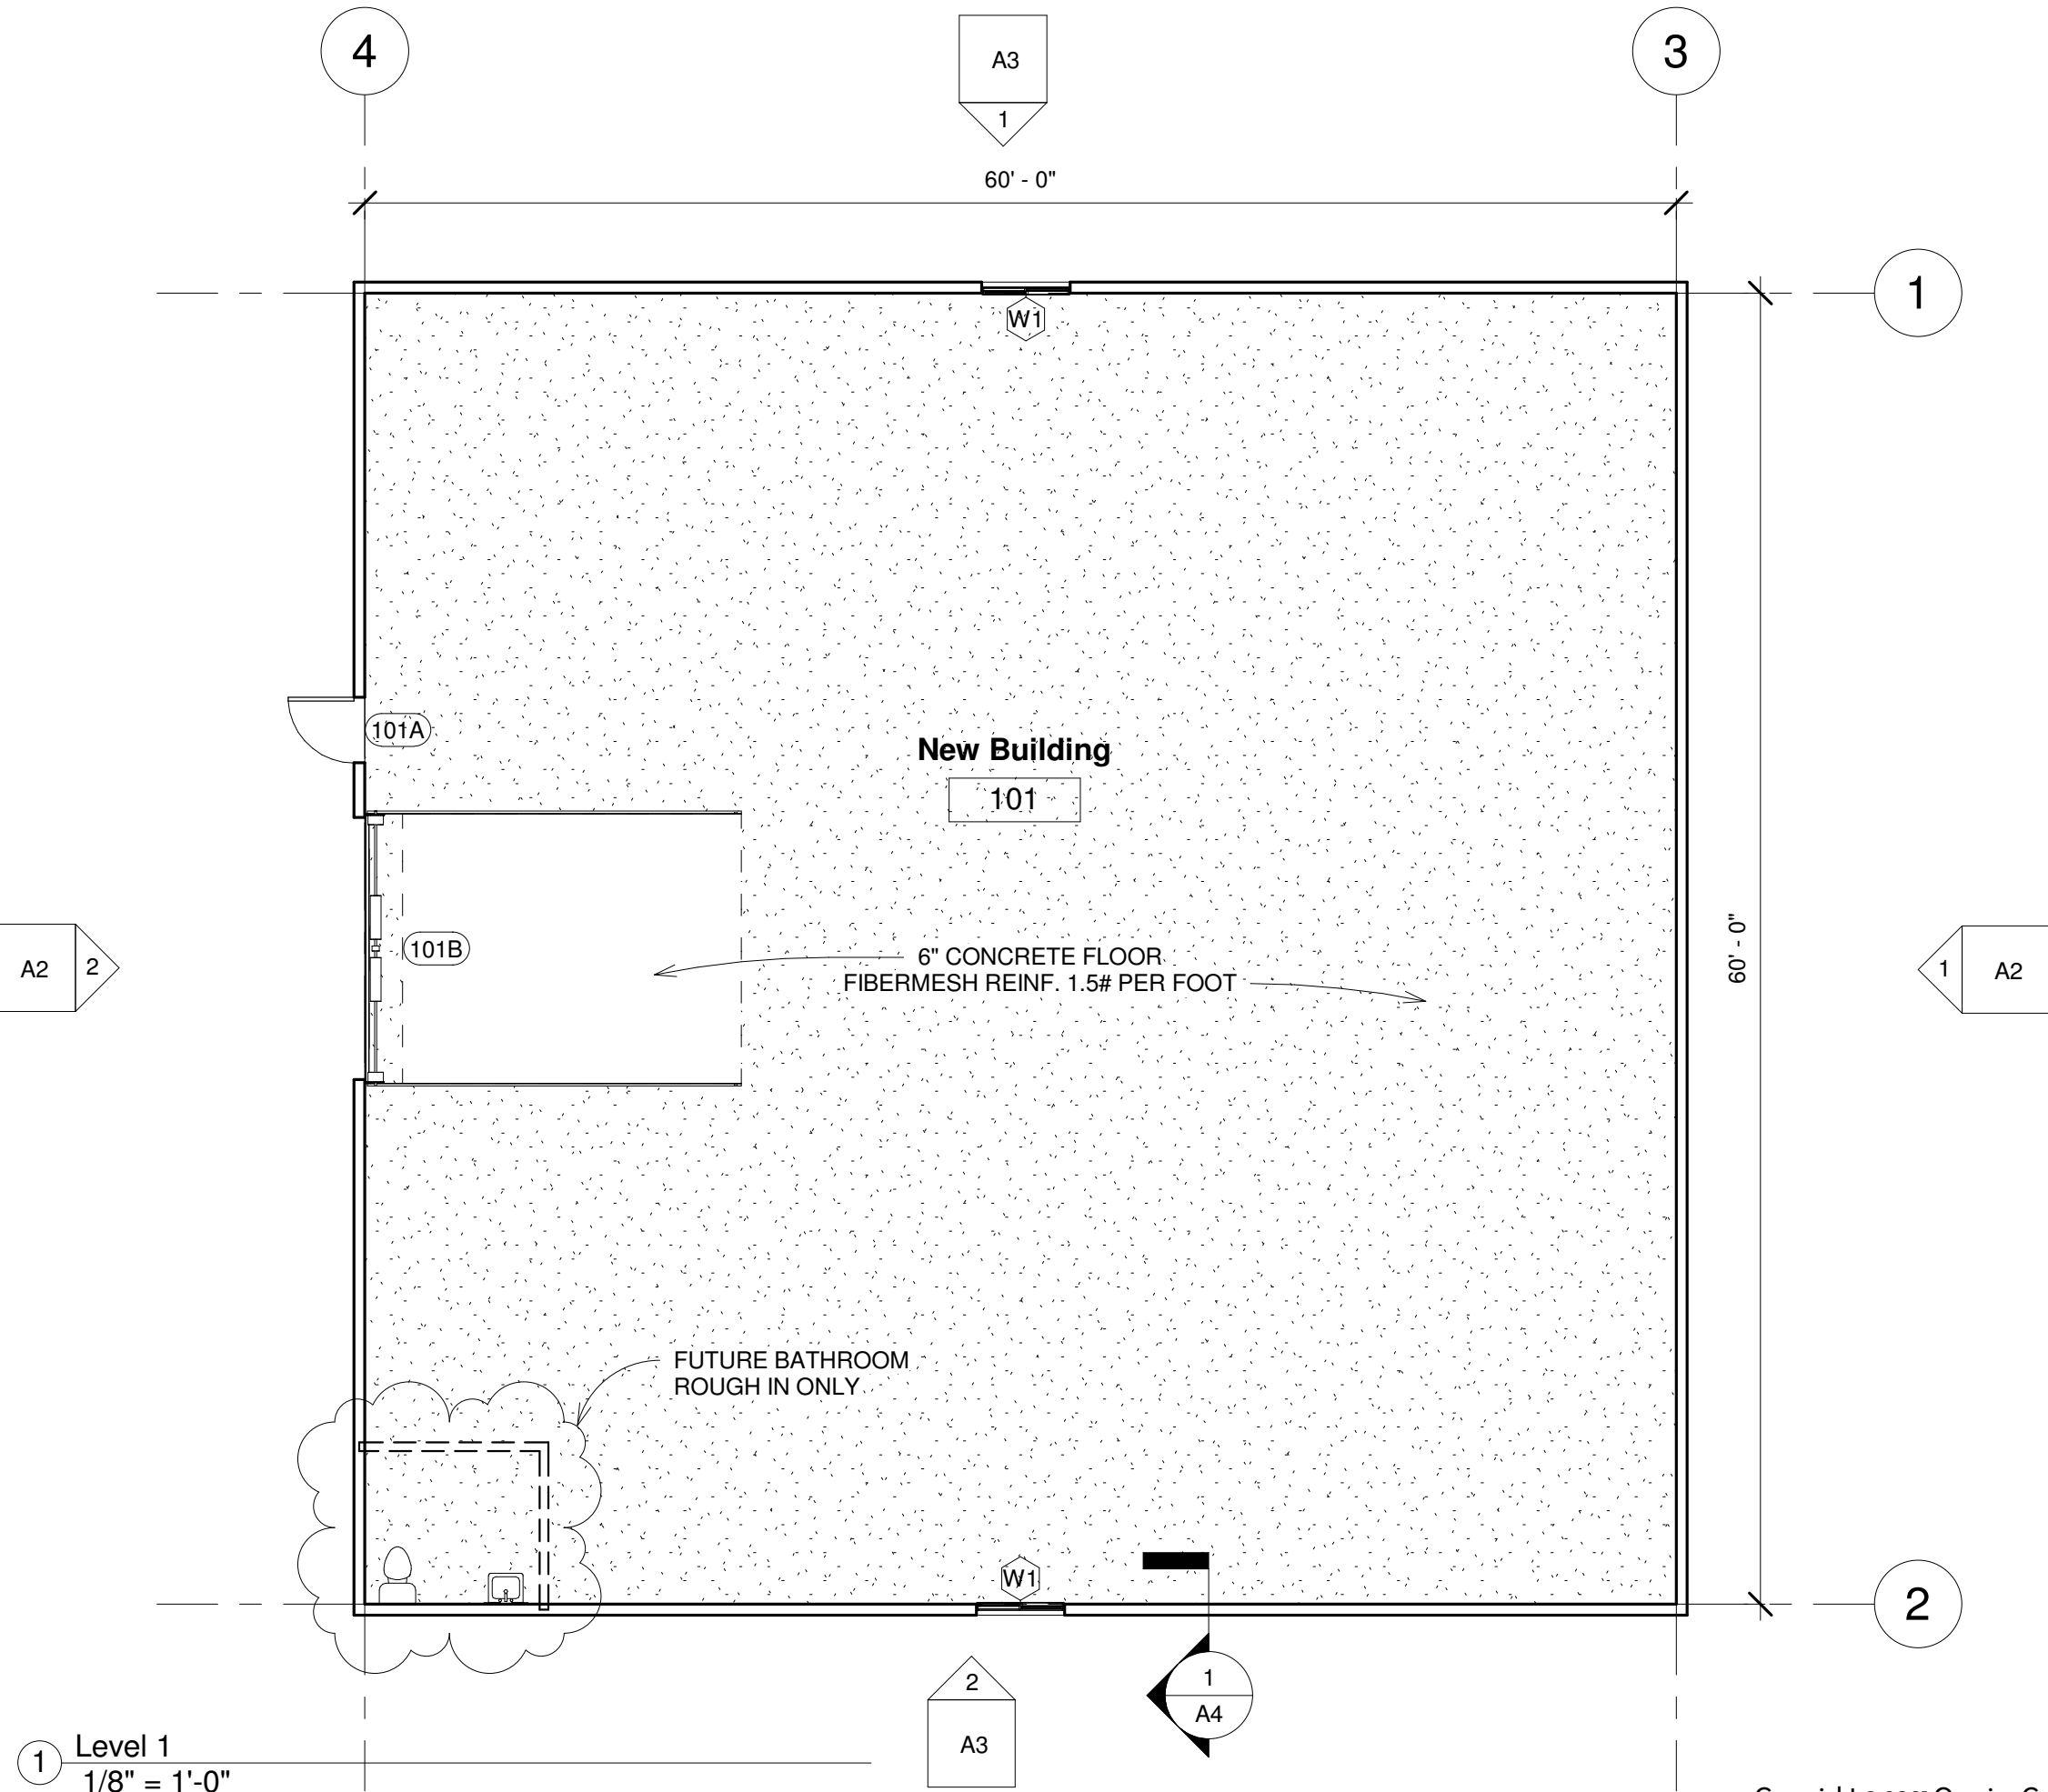 4
A3
1
3
60' - 0"
1
W1
101A
New Building
101
101B
6" CONCRETE FLOOR
FIBERMESH REINF. 1.5# PER FOOT
A2
2
60' - 0"
1
A2
FUTURE BATHROOM
ROUGH IN ONLY
W1
2
2
A3
1
A4
1
Level 1
1/8" = 1'-0"